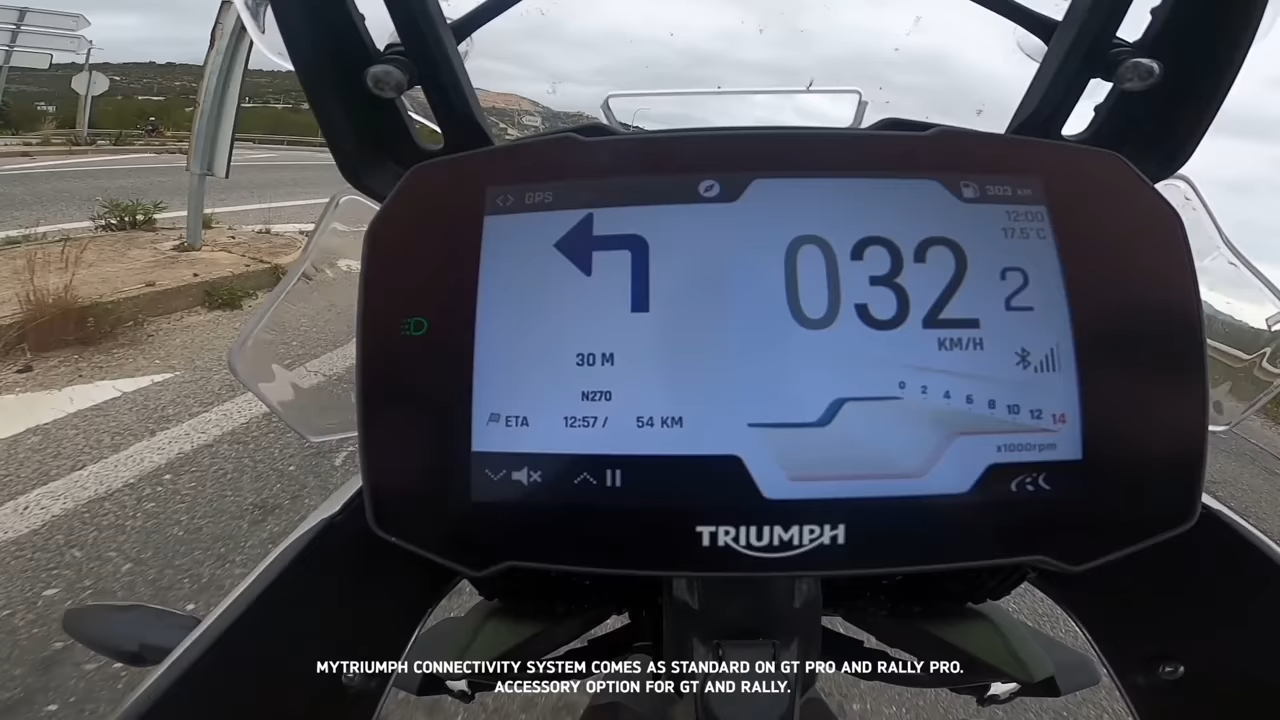 GPS
303 KM
12:00
17.5°C
032 2
KM/H
30 M
N270
ETA 12:57 / 54 KM
0 2 4 6 8 10 12 14
x1000rpm
TRIUMPH
MYTRIUMPH CONNECTIVITY SYSTEM COMES AS STANDARD ON GT PRO AND RALLY PRO.
ACCESSORY OPTION FOR GT AND RALLY.